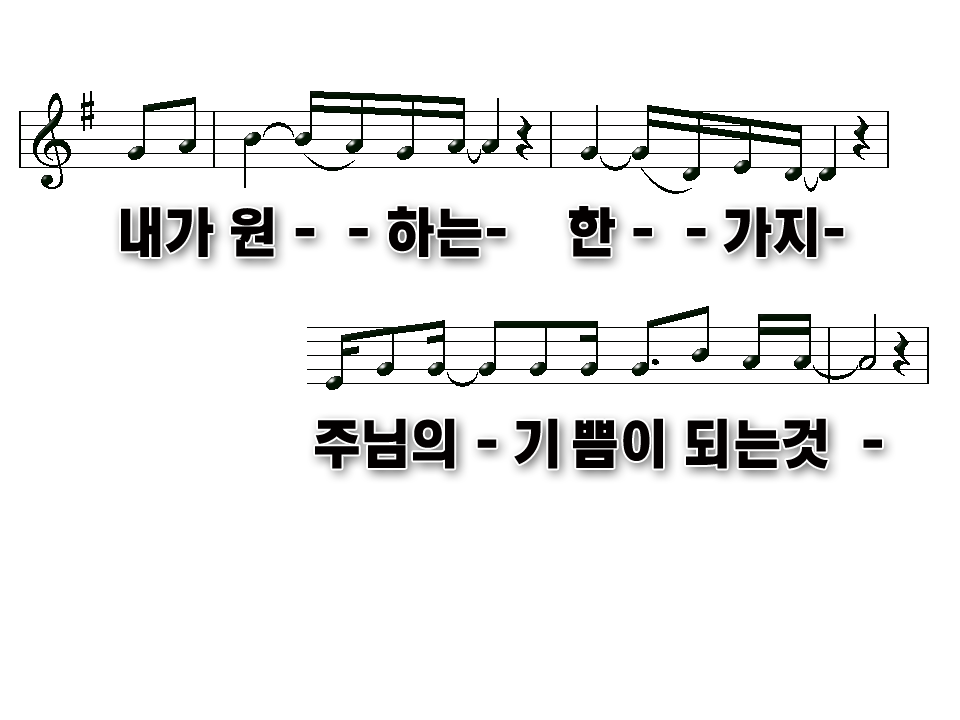 내가 원 - - 하는- 한 - - 가지-
주님의 - 기 쁨이 되는것 -